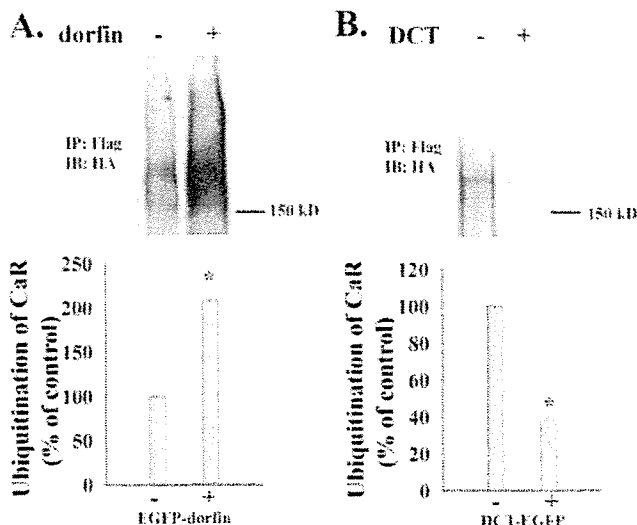 A. dorfin - +
IP: Flag
IB: HA
150 kD
Ubiquitination of CaR
(% of control)
250
200
150
100
50
0
*
- +
EGFP-dorfin
B. DCT - +
IP: Flag
IB: HA
150 kD
Ubiquitination of CaR
(% of control)
120
100
80
60
40
20
0
*
- +
DCT-EGFP